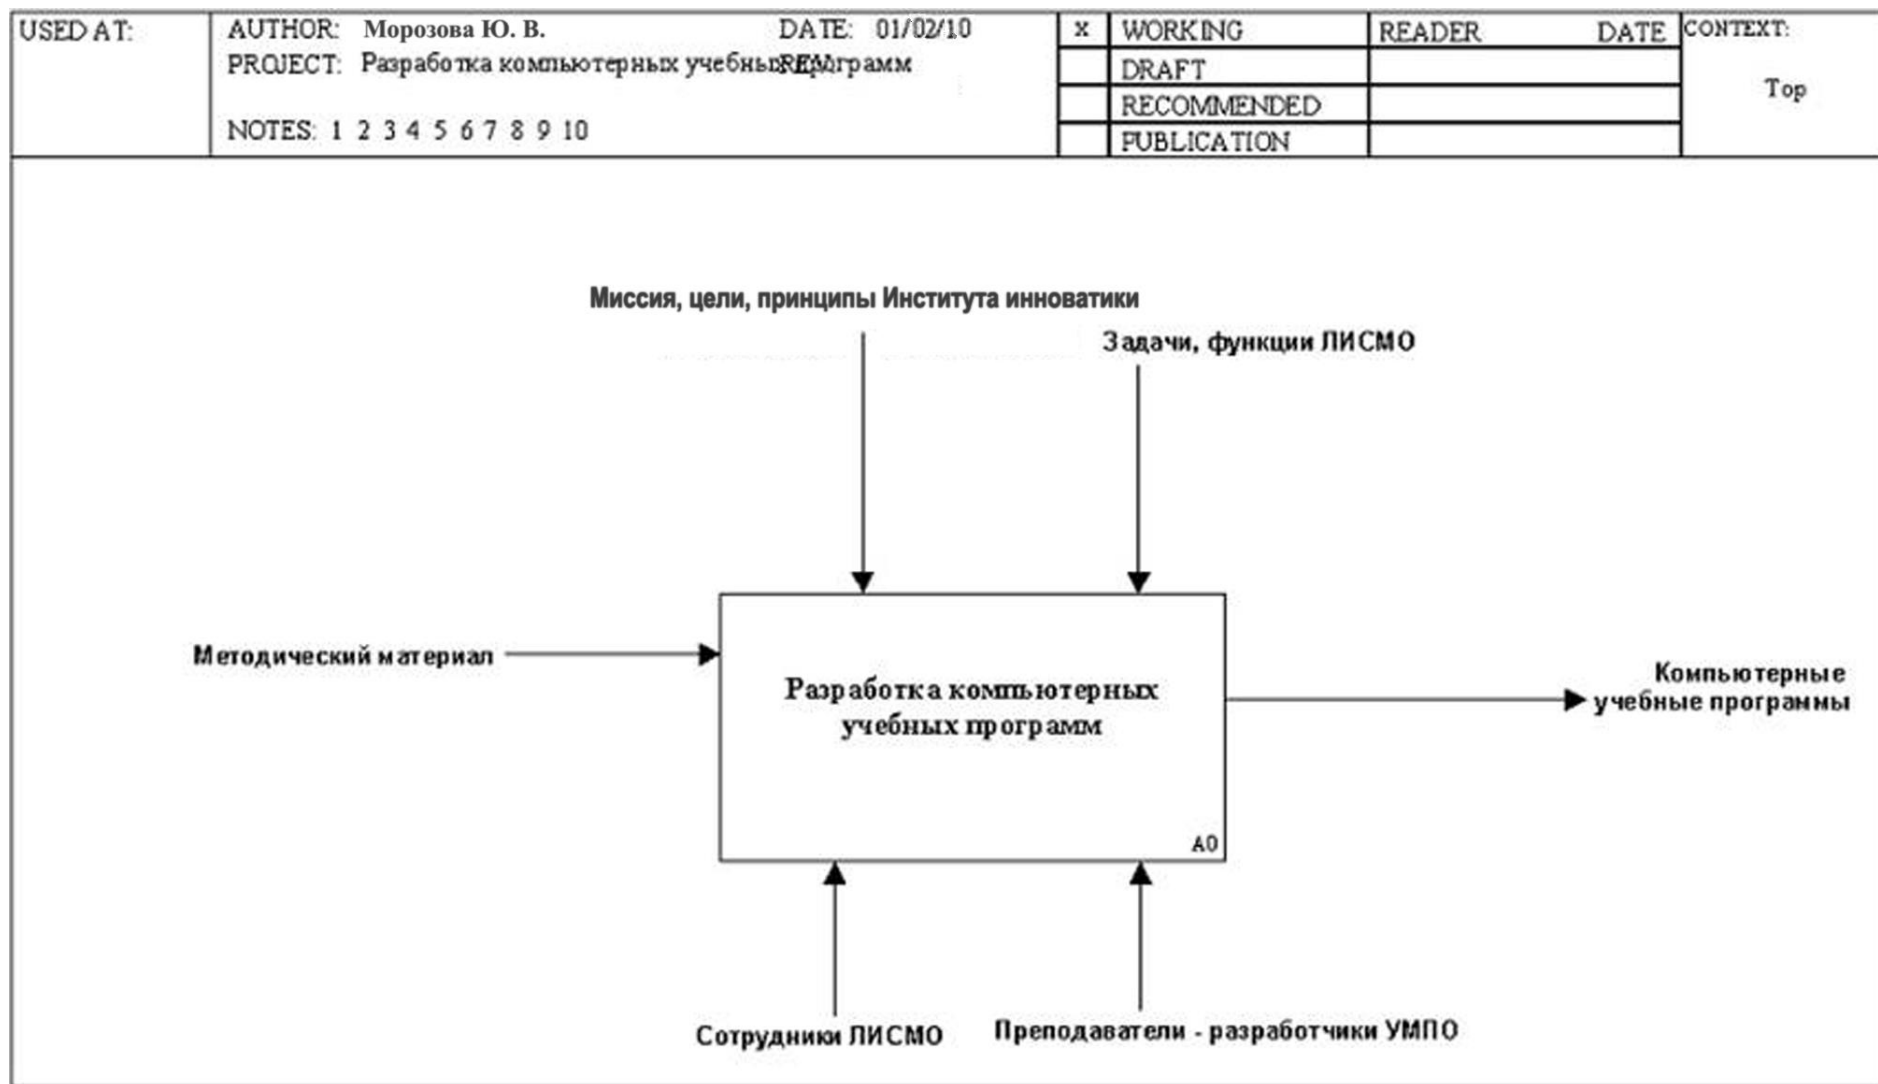 USED AT:
AUTHOR: Морозова Ю. В.
DATE: 01/02/10
PROJECT: Разработка компьютерных учебных программ
REV:
NOTES: 1 2 3 4 5 6 7 8 9 10
x WORKING
DRAFT
RECOMMENDED
PUBLICATION
READER DATE
CONTEXT:
Top
Миссия, цели, принципы Института инноватики
Задачи, функции ЛИСМО
Методический материал
Разработка компьютерных
учебных программ
A0
Компьютерные
учебные программы
Сотрудники ЛИСМО
Преподаватели - разработчики УМПО